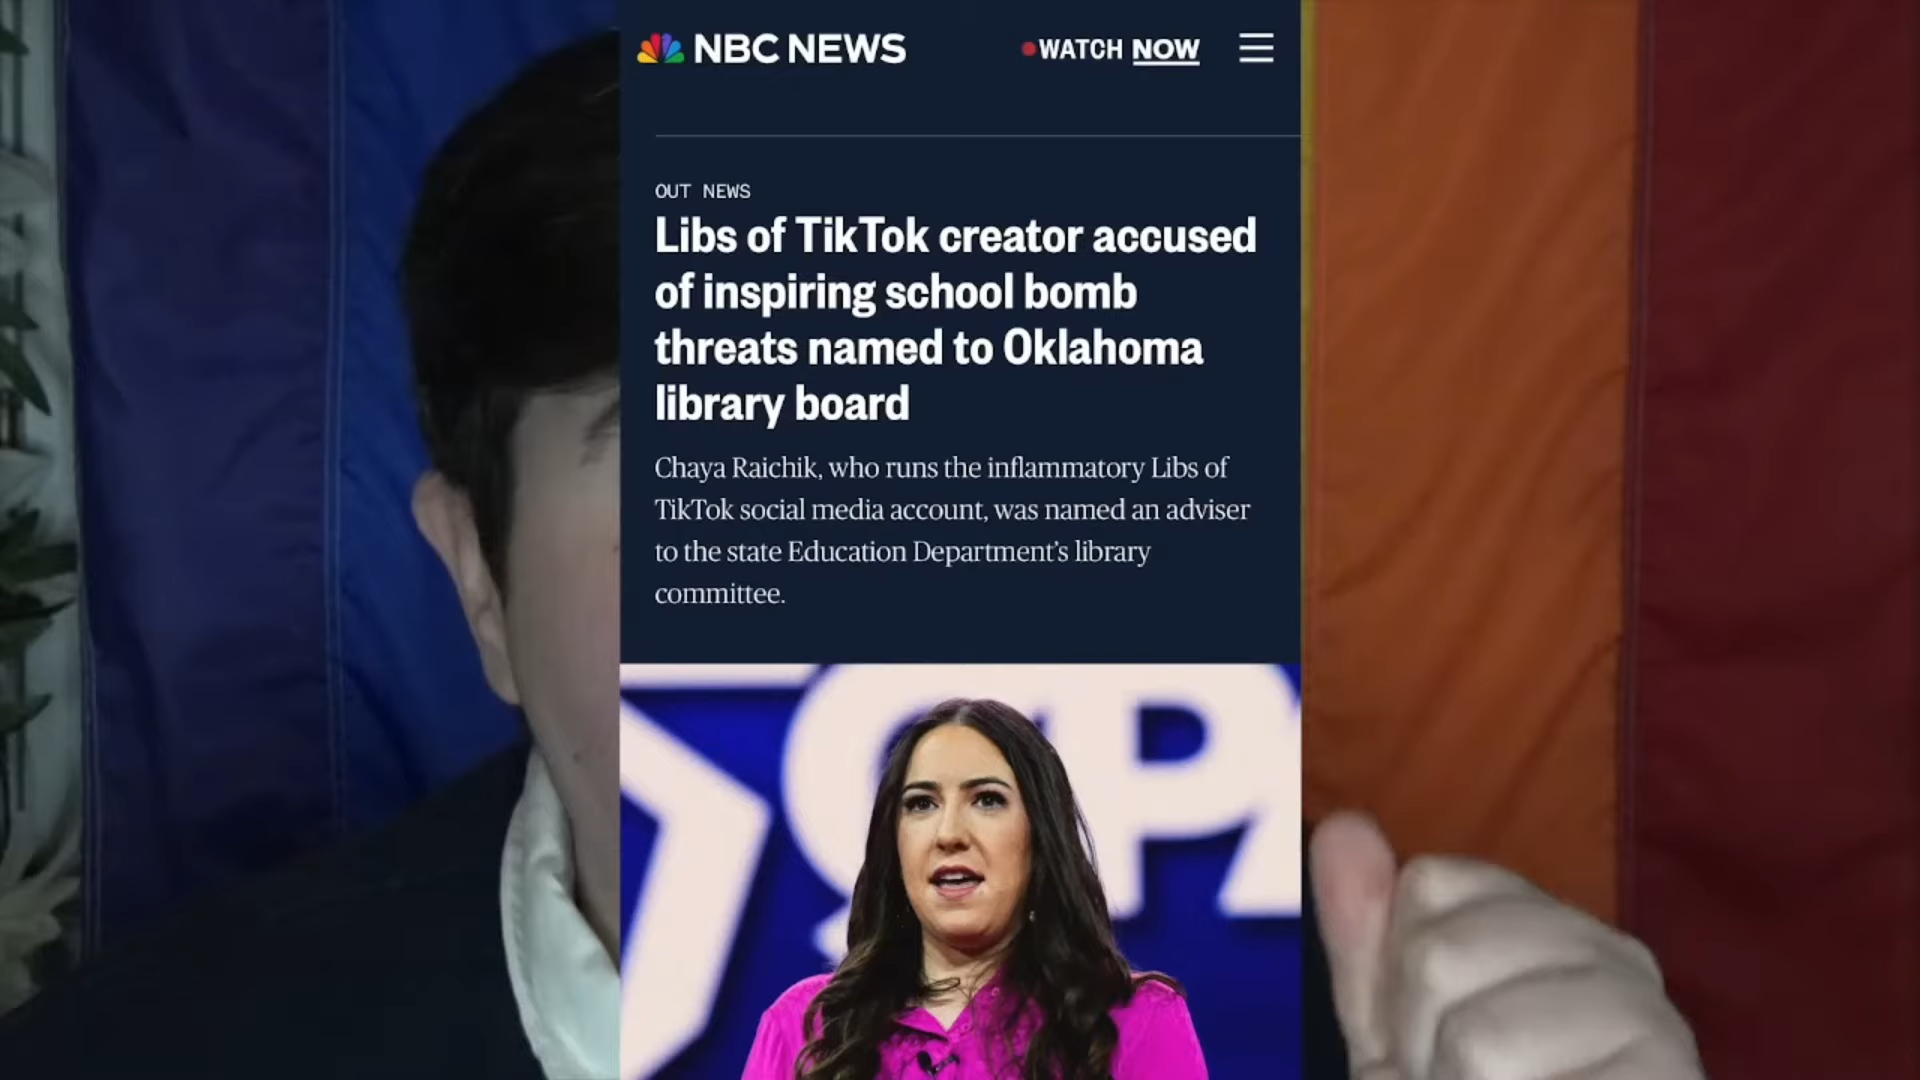 NBC NEWS
WATCH NOW
OUT NEWS
Libs of TikTok creator accused
of inspiring school bomb
threats named to Oklahoma
library board
Chaya Raichik, who runs the inflammatory Libs of
TikTok social media account, was named an adviser
to the state Education Department's library
committee.
CPA